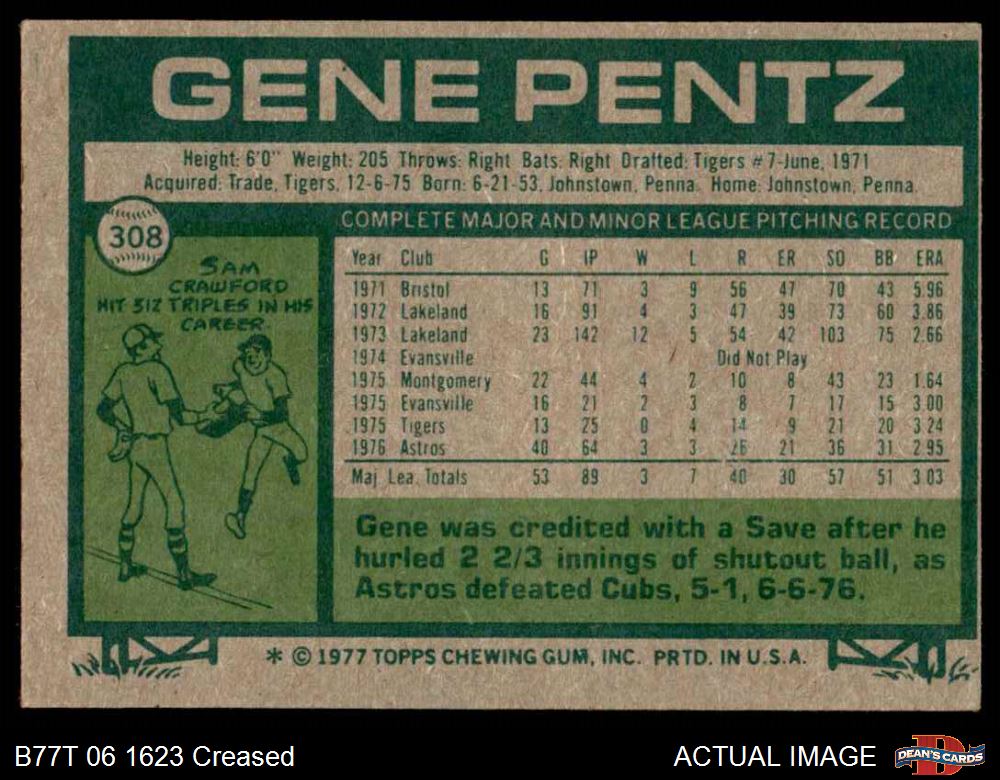 GENE PENTZ
Height: 6'0" Weight: 205 Throws: Right Bats: Right Drafted: Tigers #7-June, 1971
Acquired: Trade, Tigers, 12-6-75 Born: 6-21-53, Johnstown, Penna. Home: Johnstown, Penna.
308
SAM
CRAWFORD
HIT 312 TRIPLES IN HIS
CAREER.
COMPLETE MAJOR AND MINOR LEAGUE PITCHING RECORD
Year Club G IP W L R ER SO BB ERA
1971 Bristol 13 71 3 9 56 47 70 43 5.96
1972 Lakeland 16 91 4 3 47 39 73 60 3.86
1973 Lakeland 23 142 12 5 54 42 103 75 2.66
1974 Evansville Did Not Play
1975 Montgomery 22 44 4 2 10 8 43 23 1.64
1975 Evansville 16 21 2 3 8 7 17 15 3.00
1975 Tigers 13 25 0 4 14 9 21 20 3.24
1976 Astros 40 64 3 3 26 21 36 31 2.95
Maj. Lea. Totals 53 89 3 7 40 30 57 51 3.03
Gene was credited with a Save after he
hurled 2 2/3 innings of shutout ball, as
Astros defeated Cubs, 5-1, 6-6-76.
* © 1977 TOPPS CHEWING GUM, INC. PRTD. IN U.S.A.
B77T 06 1623 Creased
ACTUAL IMAGE
D
DEAN'S CARDS